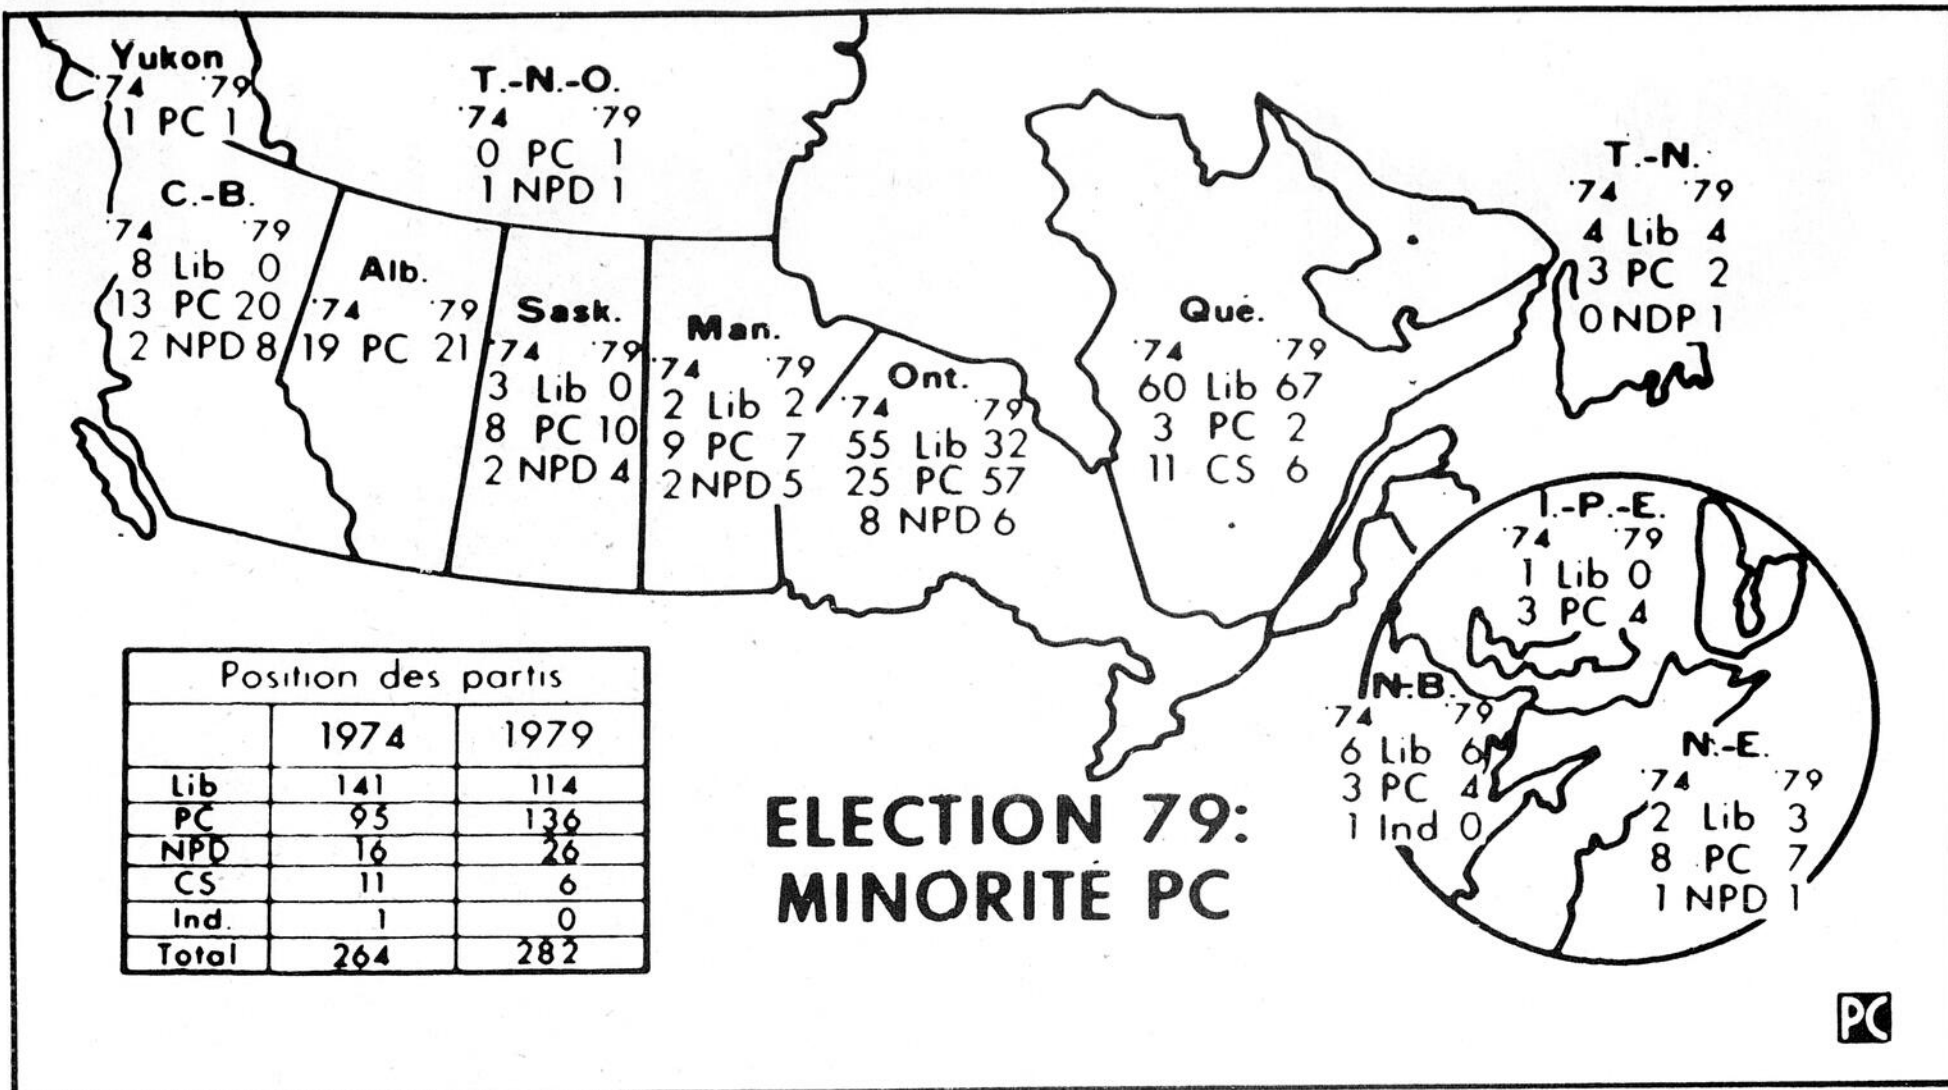 Yukon
'74 '79
1 PC 1
T.-N.-O.
'74 '79
0 PC 1
1 NPD 1
C.-B.
'74 '79
8 Lib 0
13 PC 20
2 NPD 8
Alb.
'74 '79
19 PC 21
Sask.
'74 '79
3 Lib 0
8 PC 10
2 NPD 4
Man.
'74 '79
2 Lib 2
9 PC 7
2 NPD 5
Ont.
'74 '79
55 Lib 32
25 PC 57
8 NPD 6
Qué.
'74 '79
60 Lib 67
3 PC 2
11 CS 6
T.-N.
'74 '79
4 Lib 4
3 PC 2
0 NDP 1
I.-P.-E.
'74 '79
1 Lib 0
3 PC 4
N.-B.
'74 '79
6 Lib 6
3 PC 4
1 Ind 0
N.-E.
'74 '79
2 Lib 3
8 PC 7
1 NPD 1
Position des partis
1974 1979
Lib 141 114
PC 95 136
NPD 16 26
CS 11 6
Ind. 1 0
Total 264 282
ELECTION 79:
MINORITÉ PC
PC